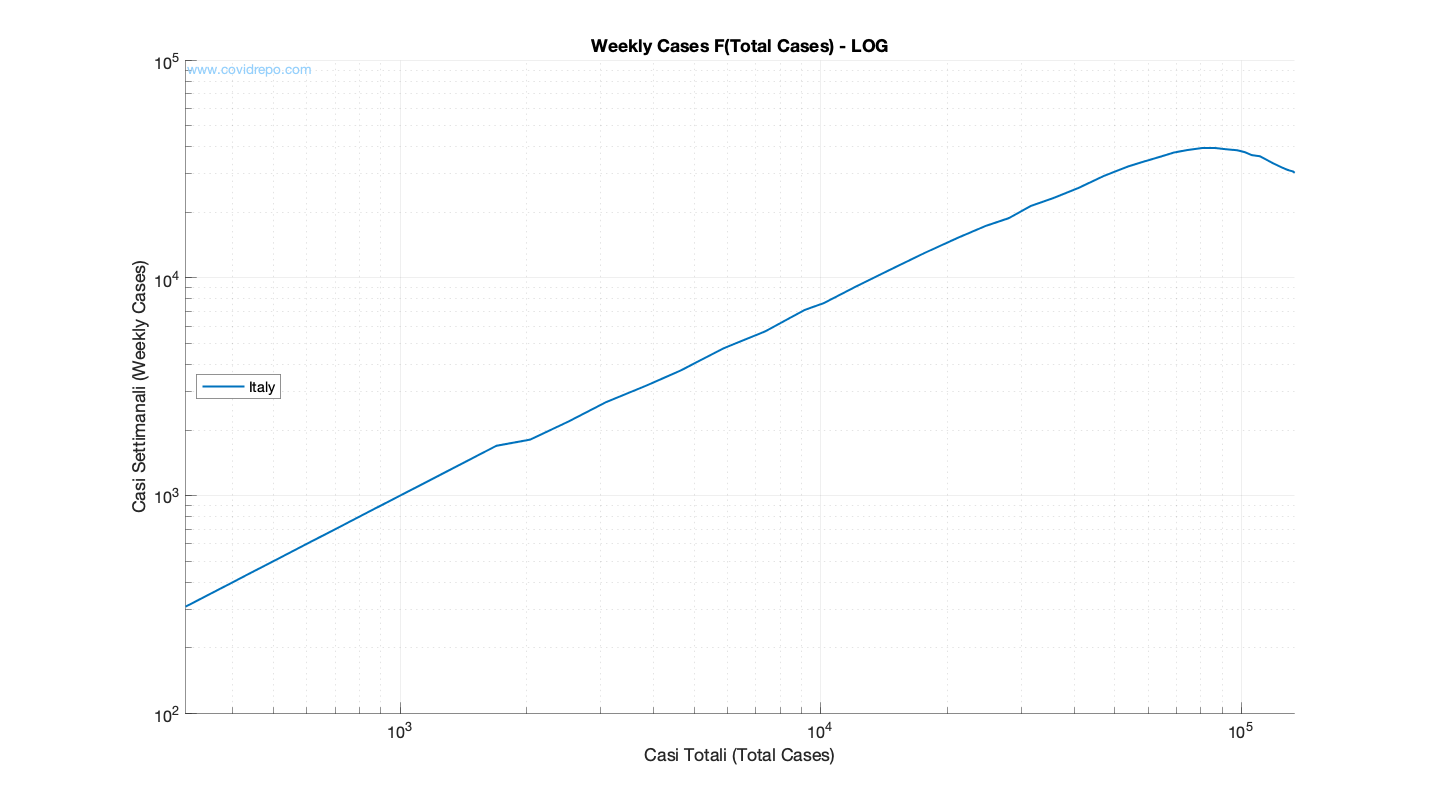 Weekly Cases F(Total Cases) - LOG
www.covidrepo.com
10^5
10^4
10^3
10^2
Casi Settimanali (Weekly Cases)
Italy
10^3
10^4
10^5
Casi Totali (Total Cases)